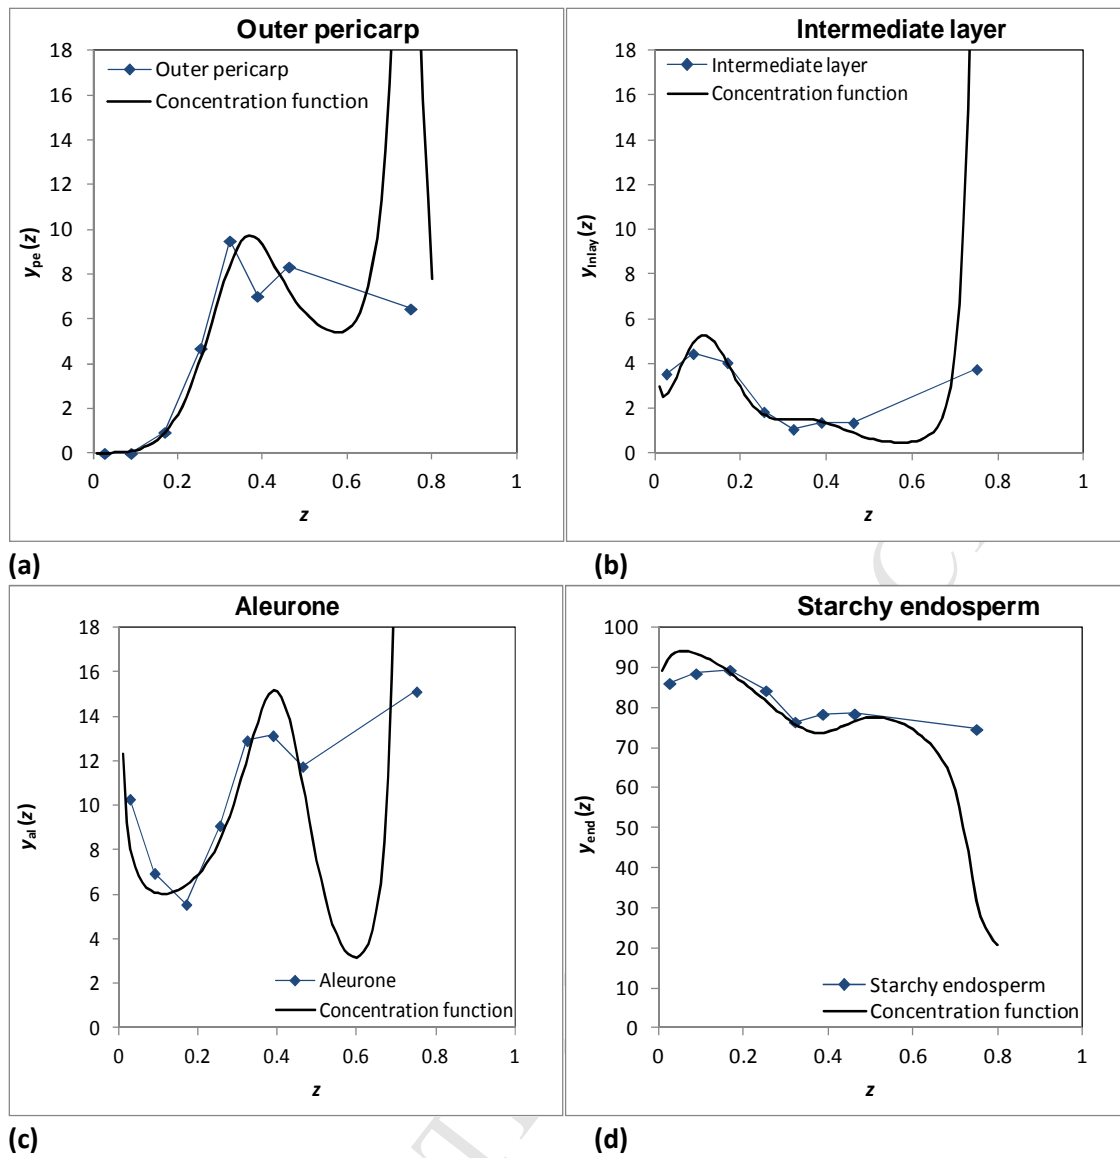 Outer pericarp
18
16
14
12
10
8
6
4
2
0
y_pe(z)
Outer pericarp
Concentration function
0 0.2 0.4 0.6 0.8 1
z
(a)
Intermediate layer
18
16
14
12
10
8
6
4
2
0
y_Inlay(z)
Intermediate layer
Concentration function
0 0.2 0.4 0.6 0.8 1
z
(b)
Aleurone
18
16
14
12
10
8
6
4
2
0
y_al(z)
Aleurone
Concentration function
0 0.2 0.4 0.6 0.8 1
z
(c)
Starchy endosperm
100
90
80
70
60
50
40
30
20
10
0
y_end(z)
Starchy endosperm
Concentration function
0 0.2 0.4 0.6 0.8 1
z
(d)